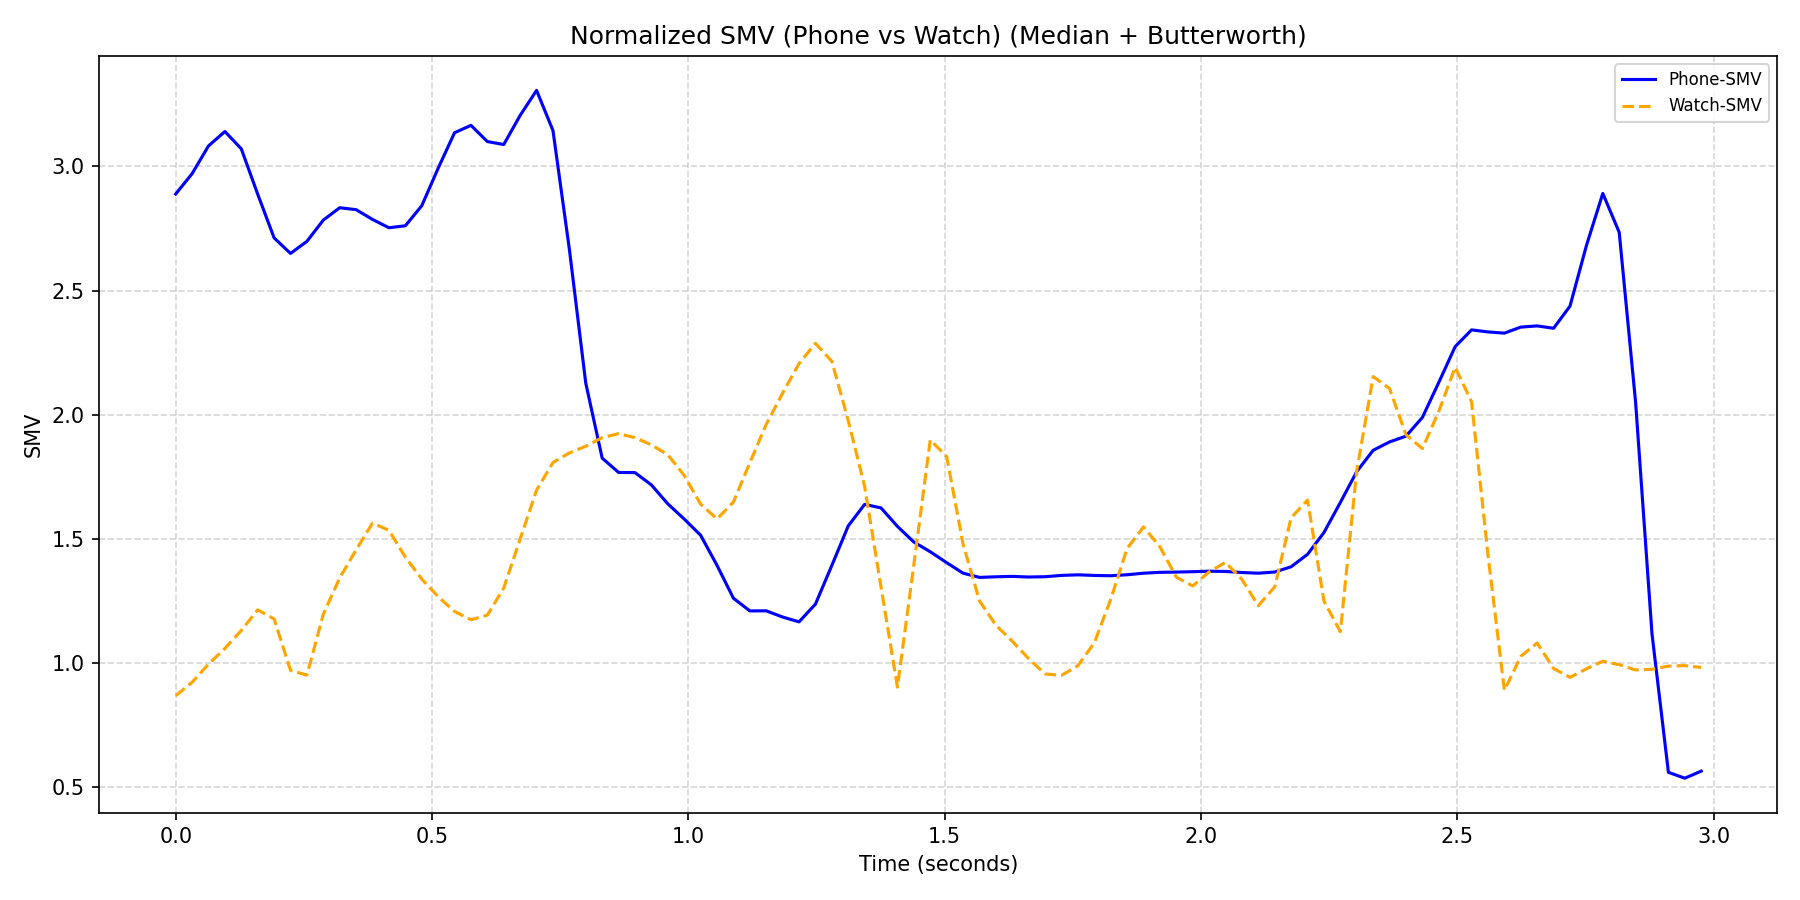 Normalized SMV (Phone vs Watch) (Median + Butterworth)
Phone-SMV
Watch-SMV
SMV
3.0
2.5
2.0
1.5
1.0
0.5
0.0 0.5 1.0 1.5 2.0 2.5 3.0
Time (seconds)